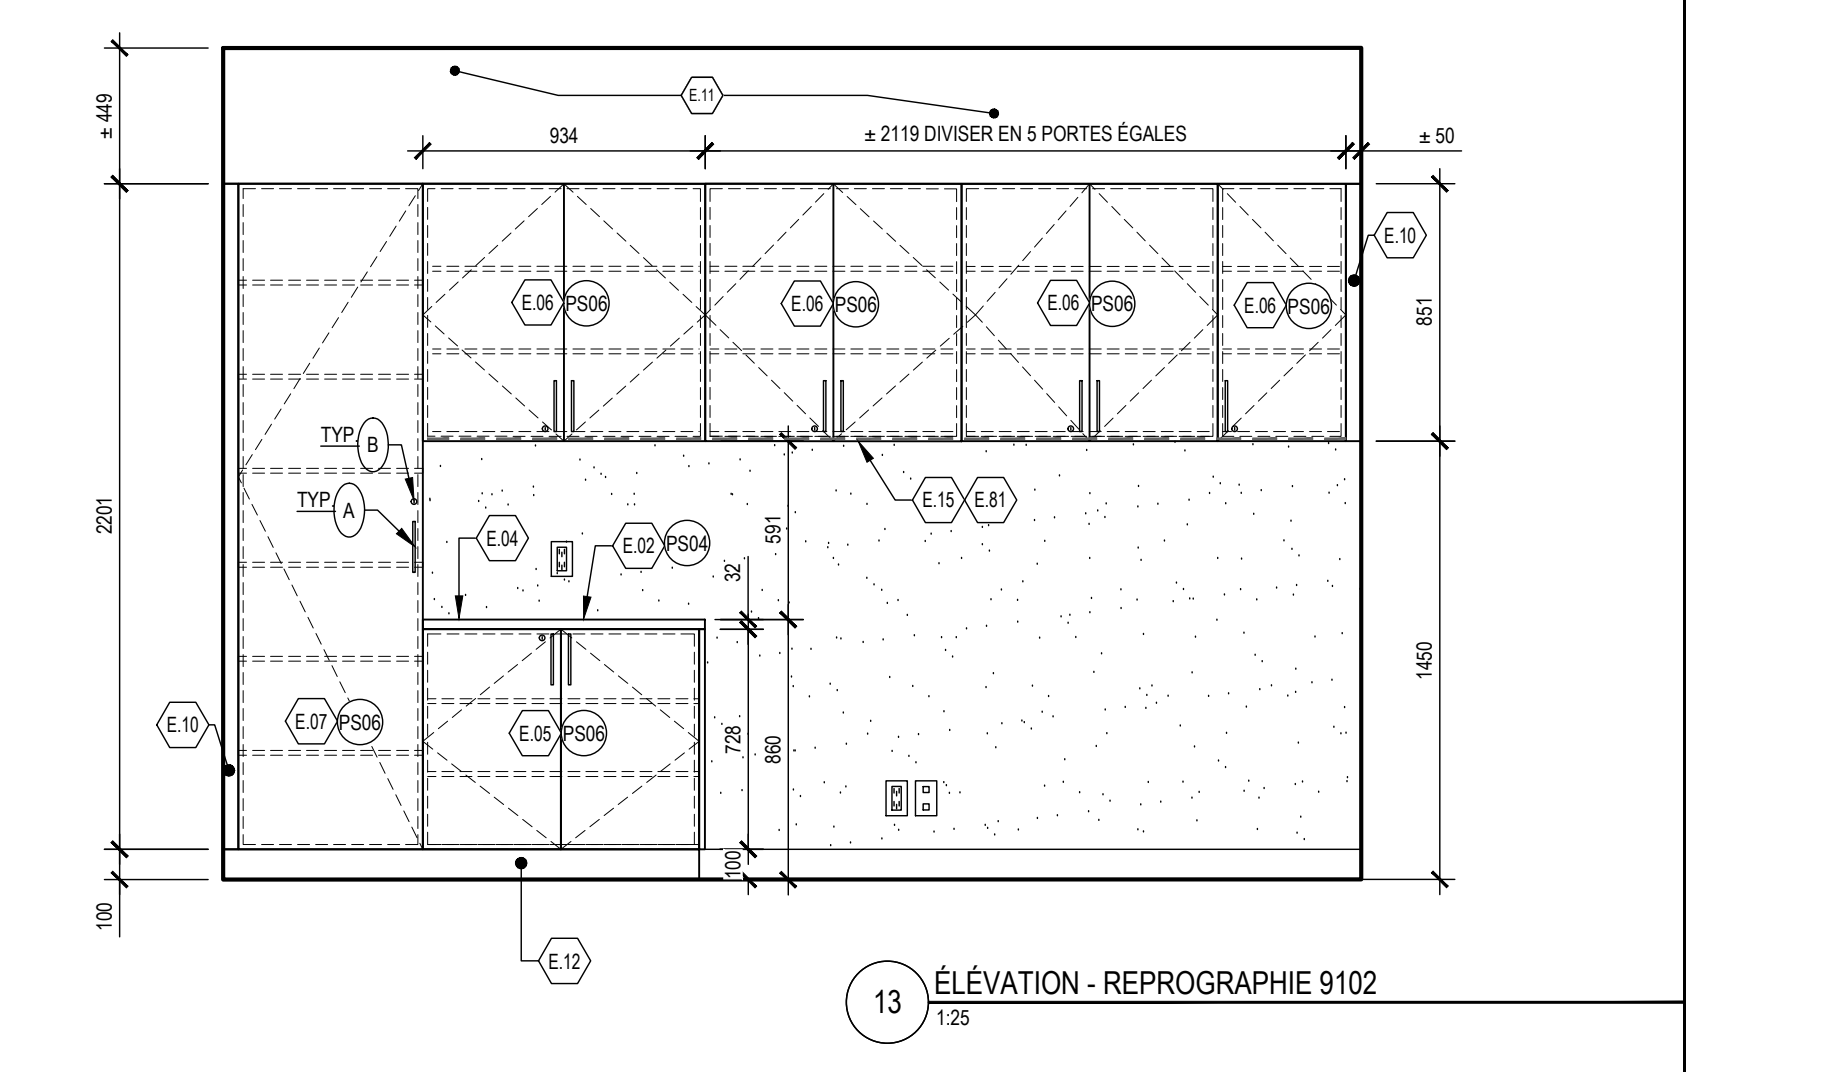 E.11
± 449
934
± 2119 DIVISER EN 5 PORTES ÉGALES
± 50
E.10
E.06 PS06
E.06 PS06
E.06 PS06
E.06 PS06
851
TYP. B
TYP. A
2201
E.15 E.81
E.04
E.02 PS04
591
32
1450
E.10
E.07 PS06
E.05 PS06
728
860
100
100
E.12
13
ÉLÉVATION - REPROGRAPHIE 9102
1:25